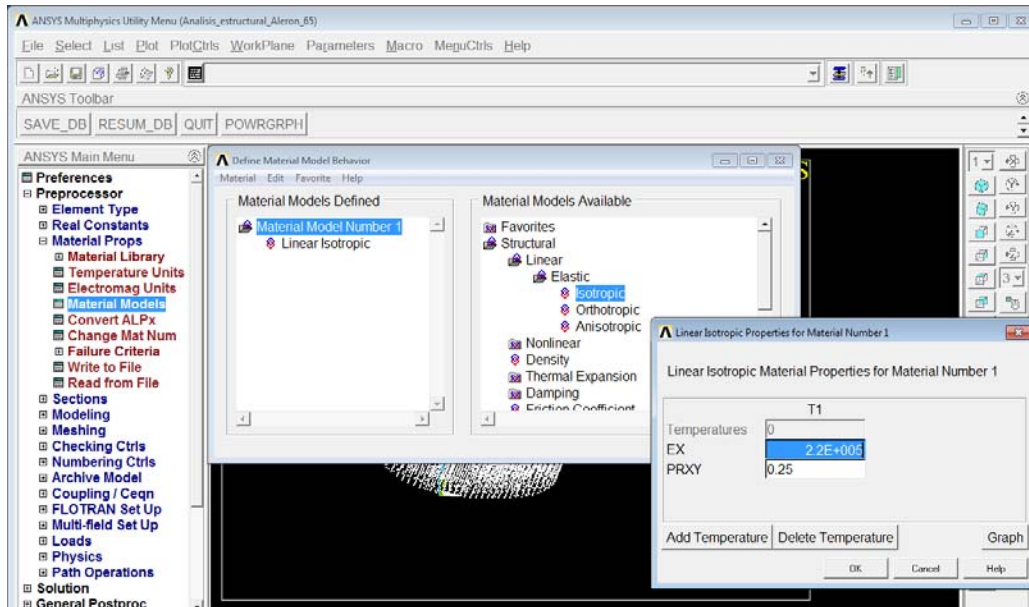 ANSYS Multiphysics Utility Menu (Analisis_estructural_Aleron_65)
File Select List Plot PlotCtrls WorkPlane Parameters Macro MenuCtrls Help
ANSYS Toolbar
SAVE_DB RESUM_DB QUIT POWRGRPH
ANSYS Main Menu
Preferences
Preprocessor
Element Type
Real Constants
Material Props
Material Library
Temperature Units
Electromag Units
Material Models
Convert ALPx
Change Mat Num
Failure Criteria
Write to File
Read from File
Sections
Modeling
Meshing
Checking Ctrls
Numbering Ctrls
Archive Model
Coupling / Ceqn
FLOTRAN Set Up
Multi-field Set Up
Loads
Physics
Path Operations
Solution
General Postproc
Define Material Model Behavior
Material Edit Favorite Help
Material Models Defined
Material Model Number 1
Linear Isotropic
Material Models Available
Favorites
Structural
Linear
Elastic
Isotropic
Orthotropic
Anisotropic
Nonlinear
Density
Thermal Expansion
Damping
Friction Coefficient
1
3
Linear Isotropic Properties for Material Number 1
Linear Isotropic Material Properties for Material Number 1
T1
Temperatures 0
EX 2.2E+005
PRXY 0.25
Add Temperature Delete Temperature Graph
OK Cancel Help